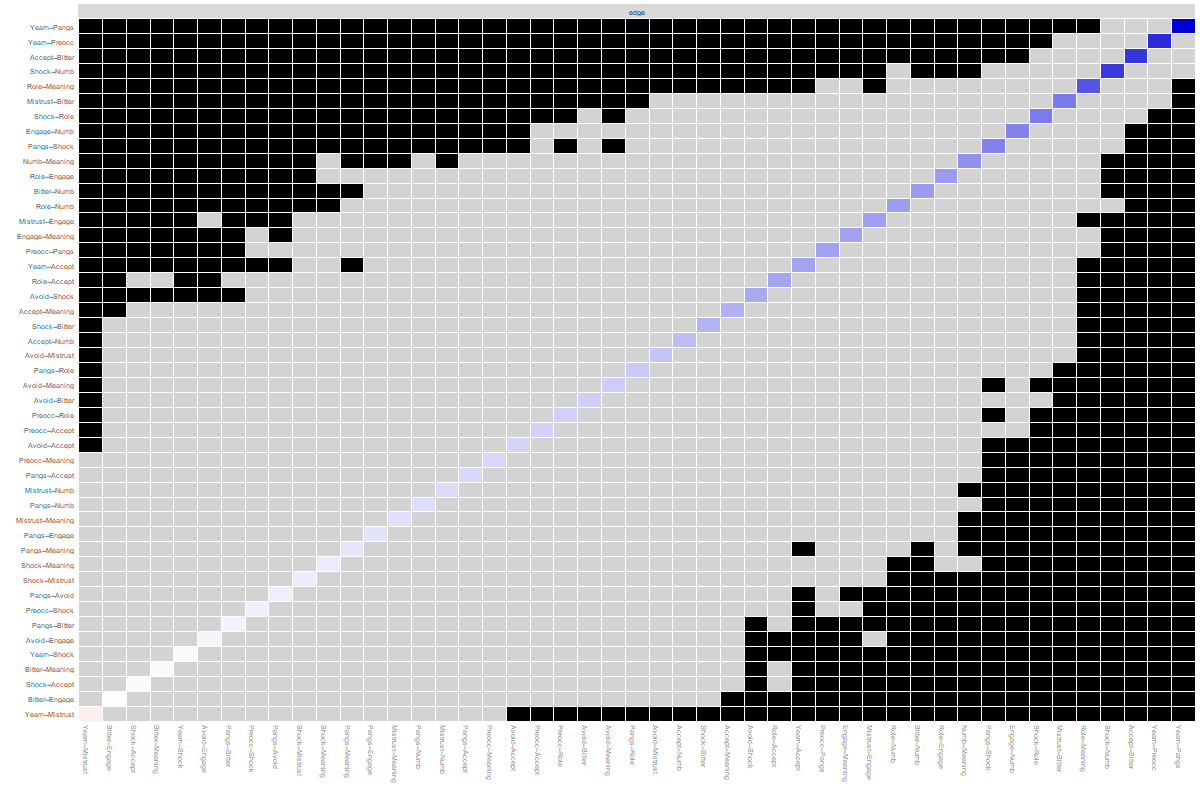 edge
Yearn–Pangs
Yearn–Preocc
Accept–Bitter
Shock–Numb
Role–Meaning
Mistrust–Bitter
Shock–Role
Engage–Numb
Pangs–Shock
Numb–Meaning
Role–Engage
Bitter–Numb
Role–Numb
Mistrust–Engage
Engage–Meaning
Preocc–Pangs
Yearn–Accept
Role–Accept
Avoid–Shock
Accept–Meaning
Shock–Bitter
Accept–Numb
Avoid–Mistrust
Pangs–Role
Avoid–Meaning
Avoid–Bitter
Preocc–Role
Preocc–Accept
Avoid–Accept
Preocc–Meaning
Pangs–Accept
Mistrust–Numb
Pangs–Numb
Mistrust–Meaning
Pangs–Engage
Pangs–Meaning
Shock–Meaning
Shock–Mistrust
Pangs–Avoid
Preocc–Shock
Pangs–Bitter
Avoid–Engage
Yearn–Shock
Bitter–Meaning
Shock–Accept
Bitter–Engage
Yearn–Mistrust
Yearn–Mistrust
Bitter–Engage
Shock–Accept
Bitter–Meaning
Yearn–Shock
Avoid–Engage
Pangs–Bitter
Preocc–Shock
Pangs–Avoid
Shock–Mistrust
Shock–Meaning
Pangs–Meaning
Pangs–Engage
Mistrust–Meaning
Pangs–Numb
Mistrust–Numb
Pangs–Accept
Preocc–Meaning
Avoid–Accept
Preocc–Accept
Preocc–Role
Avoid–Bitter
Avoid–Meaning
Pangs–Role
Avoid–Mistrust
Accept–Numb
Shock–Bitter
Accept–Meaning
Avoid–Shock
Role–Accept
Yearn–Accept
Preocc–Pangs
Engage–Meaning
Mistrust–Engage
Role–Numb
Bitter–Numb
Role–Engage
Numb–Meaning
Pangs–Shock
Engage–Numb
Shock–Role
Mistrust–Bitter
Role–Meaning
Shock–Numb
Accept–Bitter
Yearn–Preocc
Yearn–Pangs